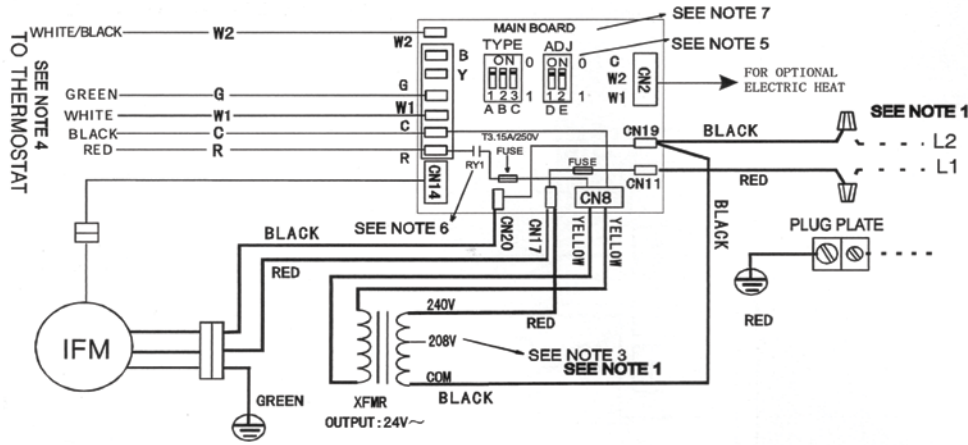 TO THERMOSTAT
SEE NOTE 4
WHITE/BLACK W2
GREEN G
WHITE W1
BLACK C
RED R
W2
B
Y
G
W1
C
R
CN14
MAIN BOARD
TYPE ADJ
ON 0 ON 0
1 2 3 1 1 2 1
A B C D E
C
W2
W1
CN2
SEE NOTE 7
SEE NOTE 5
FOR OPTIONAL
ELECTRIC HEAT
T3.15A/250V
FUSE
RY1
FUSE
CN19
CN11
CN8
CN20
CN17
YELLOW
YELLOW
SEE NOTE 6
BLACK
RED
BLACK
SEE NOTE 1
L2
L1
PLUG PLATE
RED
BLACK
RED
IFM
GREEN
240V
208V
COM
RED
SEE NOTE 3
SEE NOTE 1
BLACK
XFMR
OUTPUT:24V~